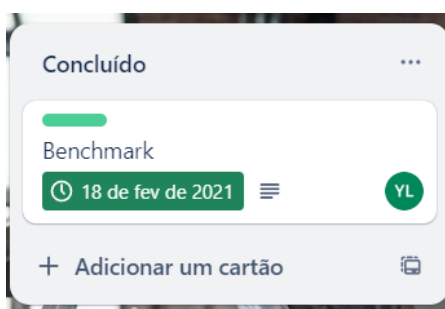 Concluído
Benchmark
18 de fev de 2021
YL
+ Adicionar um cartão